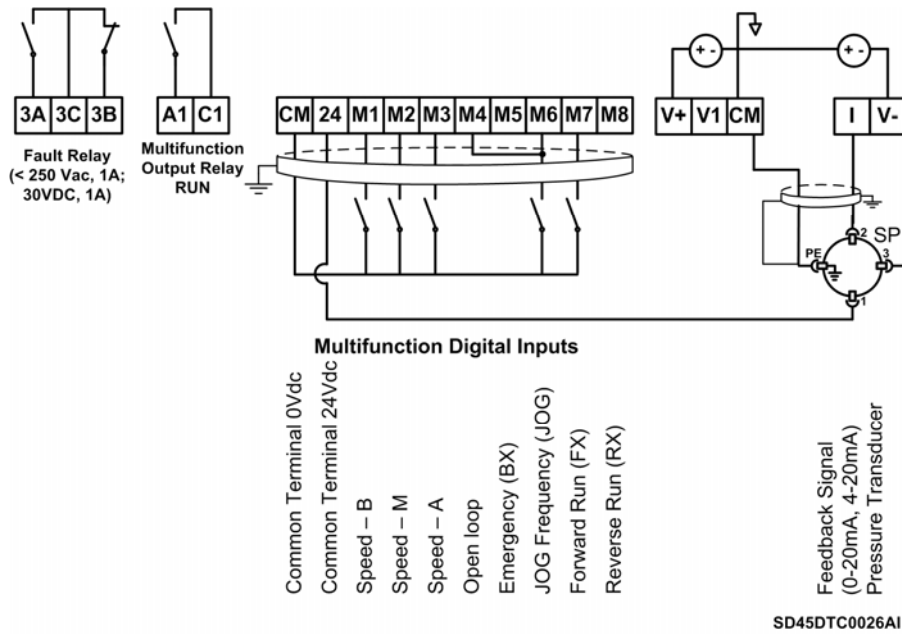 3A 3C 3B
Fault Relay
(< 250 Vac, 1A;
30VDC, 1A)
A1 C1
Multifunction
Output Relay
RUN
CM 24 M1 M2 M3 M4 M5 M6 M7 M8
+ -
+ -
V+ V1 CM
I V-
2
SP
PE
3
1
Multifunction Digital Inputs
Common Terminal 0Vdc
Common Terminal 24Vdc
Speed – B
Speed – M
Speed – A
Open loop
Emergency (BX)
JOG Frequency (JOG)
Forward Run (FX)
Reverse Run (RX)
Feedback Signal
(0-20mA, 4-20mA)
Pressure Transducer
SD45DTC0026AI